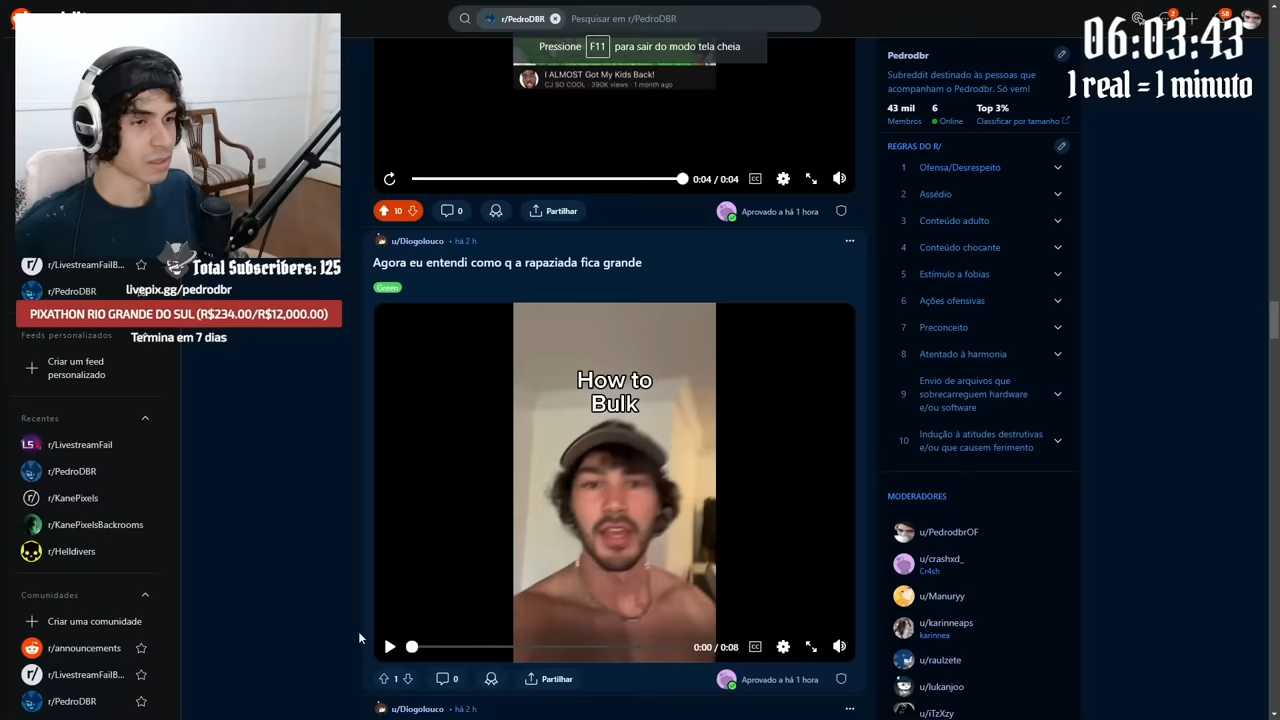 r/PedroDBR
Pesquisar em r/PedroDBR
2
58
Pressione F11 para sair do modo tela cheia
06:03:43
1 real = 1 minuto
I ALMOST Got My Kids Back!
CJ SO COOL · 390K views · 1 month ago
0:04 / 0:04
CC
10
0
Partilhar
Aprovado a há 1 hora
u/Diogolouco • há 2 h
Agora eu entendi como q a rapaziada fica grande
Green
How to
Bulk
0:00 / 0:08
CC
1
0
Partilhar
Aprovado a há 1 hora
u/Diogolouco • há 2 h
r/LivestreamFailB...
Total Subscribers: 125
livepix.gg/pedrodbr
r/PedroDBR
PIXATHON RIO GRANDE DO SUL (R$234.00/R$12,000.00)
Termina em 7 dias
Feeds personalizados
Criar um feed
personalizado
Recentes
r/LivestreamFail
r/PedroDBR
r/KanePixels
r/KanePixelsBackrooms
r/Helldivers
Comunidades
Criar uma comunidade
r/announcements
r/LivestreamFailB...
r/PedroDBR
Pedrodbr
Subreddit destinado às pessoas que
acompanham o Pedrodbr. Só vem!
43 mil
6
Top 3%
Membros
Online
Classificar por tamanho
REGRAS DO R/
1 Ofensa/Desrespeito
2 Assédio
3 Conteúdo adulto
4 Conteúdo chocante
5 Estímulo a fobias
6 Ações ofensivas
7 Preconceito
8 Atentado à harmonia
9 Envio de arquivos que
sobrecarreguem hardware
e/ou software
10 Indução à atitudes destrutivas
e/ou que causem ferimento
MODERADORES
u/PedrodbrOF
u/crashxd_
Cr4sh
u/Manuryy
u/karinneaps
karinnea
u/raulzete
u/lukanjoo
u/iTzXzy